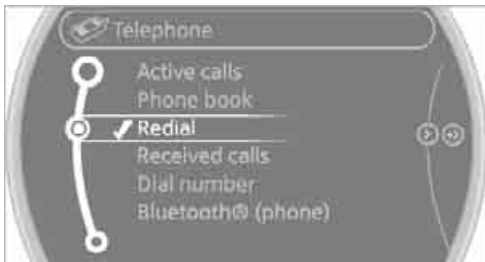 Telephone
Active calls
Phone book
Redial
Received calls
Dial number
Bluetooth® (phone)